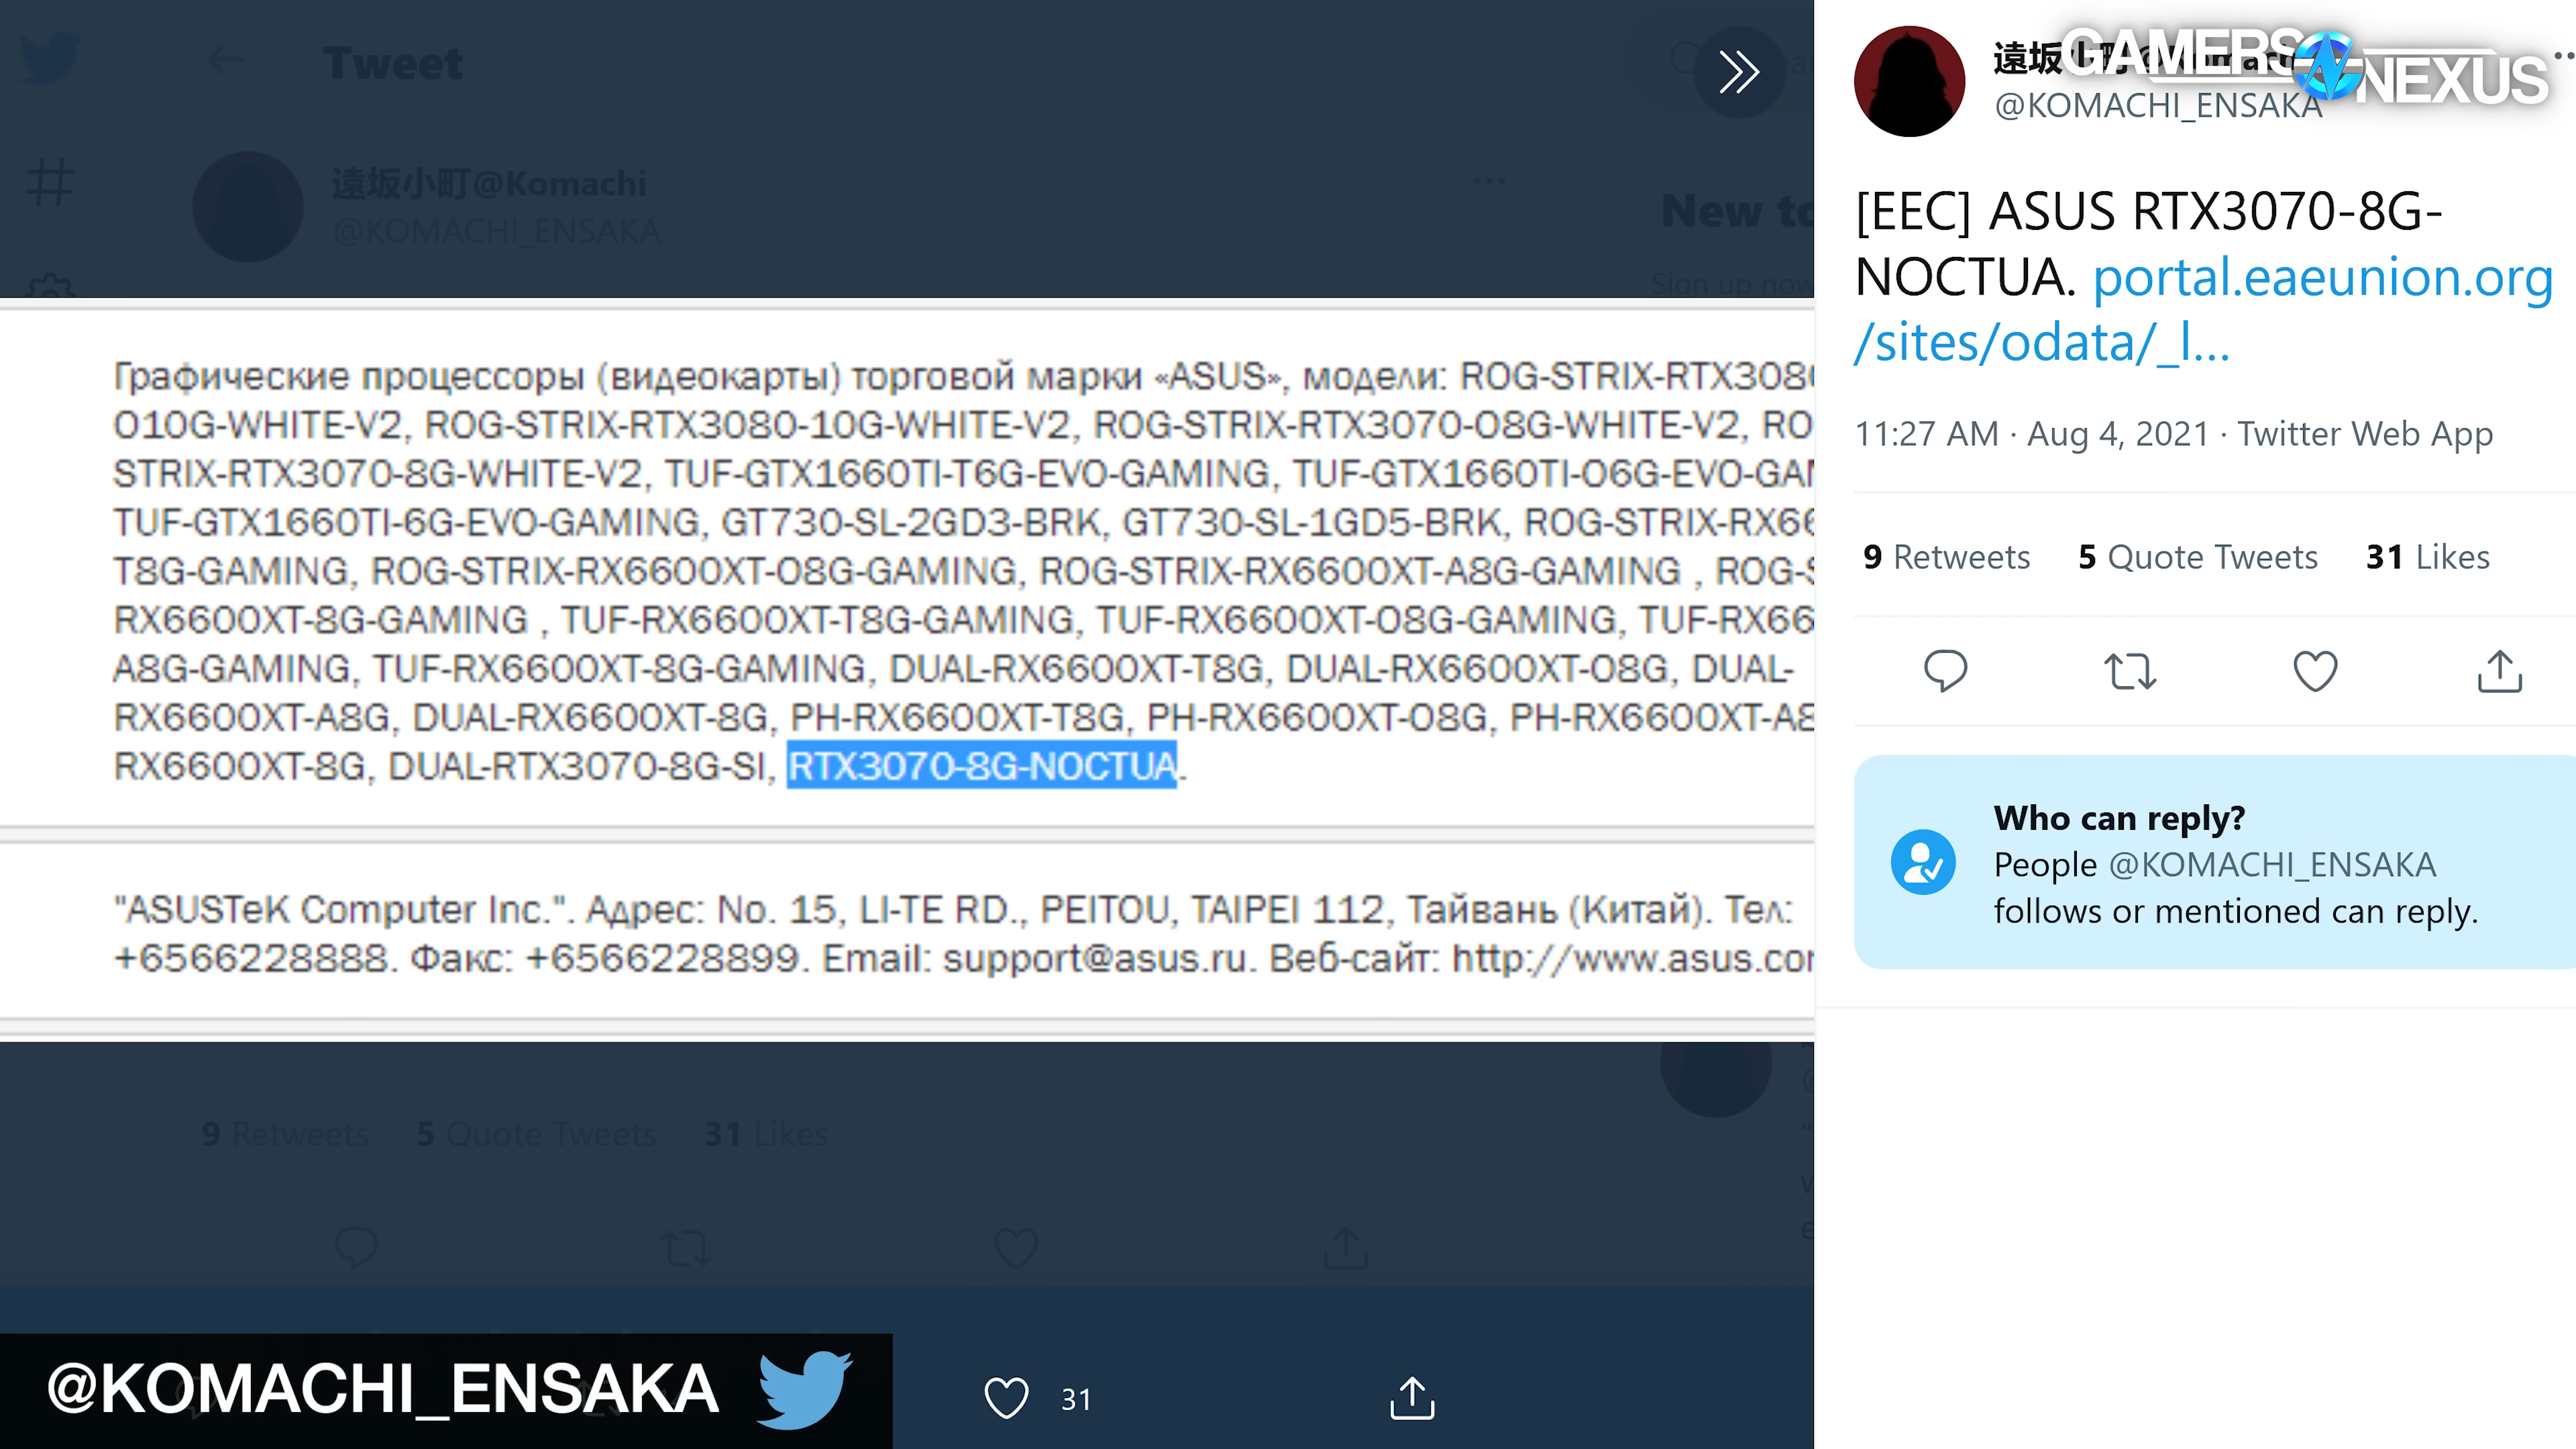 Tweet
遠坂小町@Komachi
@KOMACHI_ENSAKA
New to
Sign up now
Графические процессоры (видеокарты) торговой марки «ASUS», модели: ROG-STRIX-RTX3080
O10G-WHITE-V2, ROG-STRIX-RTX3080-10G-WHITE-V2, ROG-STRIX-RTX3070-O8G-WHITE-V2, RO
STRIX-RTX3070-8G-WHITE-V2, TUF-GTX1660TI-T6G-EVO-GAMING, TUF-GTX1660TI-O6G-EVO-GAM
TUF-GTX1660TI-6G-EVO-GAMING, GT730-SL-2GD3-BRK, GT730-SL-1GD5-BRK, ROG-STRIX-RX66
T8G-GAMING, ROG-STRIX-RX6600XT-O8G-GAMING, ROG-STRIX-RX6600XT-A8G-GAMING , ROG-S
RX6600XT-8G-GAMING , TUF-RX6600XT-T8G-GAMING, TUF-RX6600XT-O8G-GAMING, TUF-RX66
A8G-GAMING, TUF-RX6600XT-8G-GAMING, DUAL-RX6600XT-T8G, DUAL-RX6600XT-O8G, DUAL-
RX6600XT-A8G, DUAL-RX6600XT-8G, PH-RX6600XT-T8G, PH-RX6600XT-O8G, PH-RX6600XT-A8
RX6600XT-8G, DUAL-RTX3070-8G-SI, RTX3070-8G-NOCTUA.
"ASUSTeK Computer Inc.". Адрес: No. 15, LI-TE RD., PEITOU, TAIPEI 112, Тайвань (Китай). Тел:
+6566228888. Факс: +6566228899. Email: support@asus.ru. Веб-сайт: http://www.asus.com
9 Retweets 5 Quote Tweets 31 Likes
@KOMACHI_ENSAKA
31
GAMERS NEXUS
遠坂小町@Komachi
@KOMACHI_ENSAKA
[EEC] ASUS RTX3070-8G-
NOCTUA. portal.eaeunion.org
/sites/odata/_l…
11:27 AM · Aug 4, 2021 · Twitter Web App
9 Retweets 5 Quote Tweets 31 Likes
Who can reply?
People @KOMACHI_ENSAKA
follows or mentioned can reply.